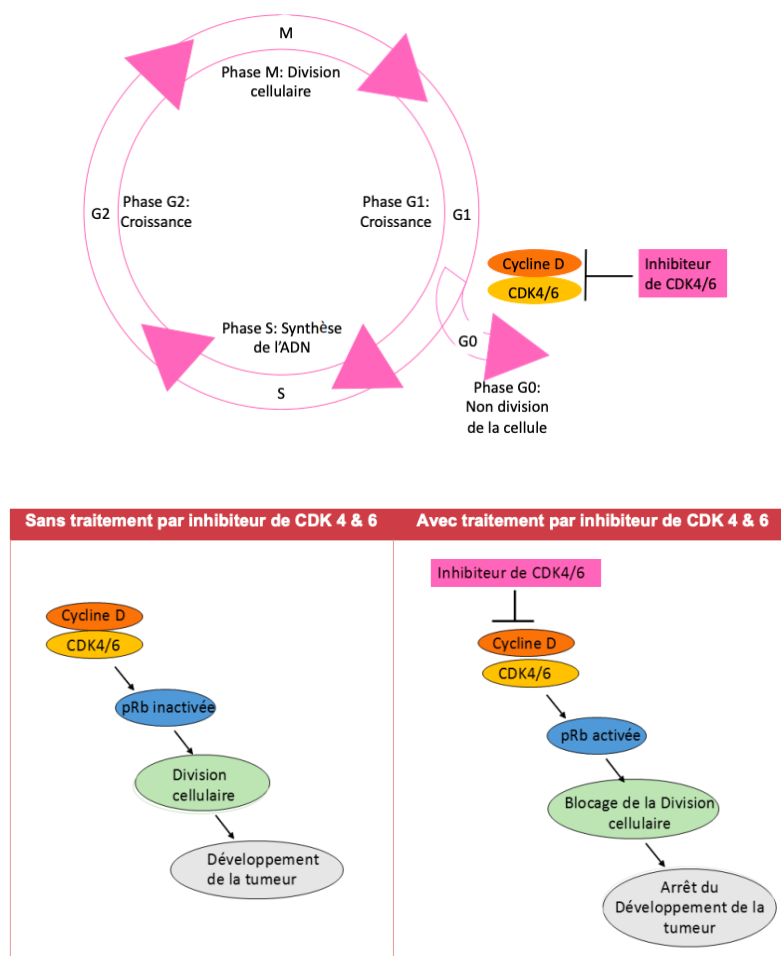 M
Phase M: Division
cellulaire
G2
Phase G2:
Croissance
Phase G1:
Croissance
G1
Cycline D
CDK4/6
Inhibiteur
de CDK4/6
Phase S: Synthèse
de l'ADN
S
G0
Phase G0:
Non division
de la cellule
Sans traitement par inhibiteur de CDK 4 & 6
Cycline D
CDK4/6
pRb inactivée
Division
cellulaire
Développement
de la tumeur
Avec traitement par inhibiteur de CDK 4 & 6
Inhibiteur de CDK4/6
Cycline D
CDK4/6
pRb activée
Blocage de la Division
cellulaire
Arrêt du
Développement de la
tumeur